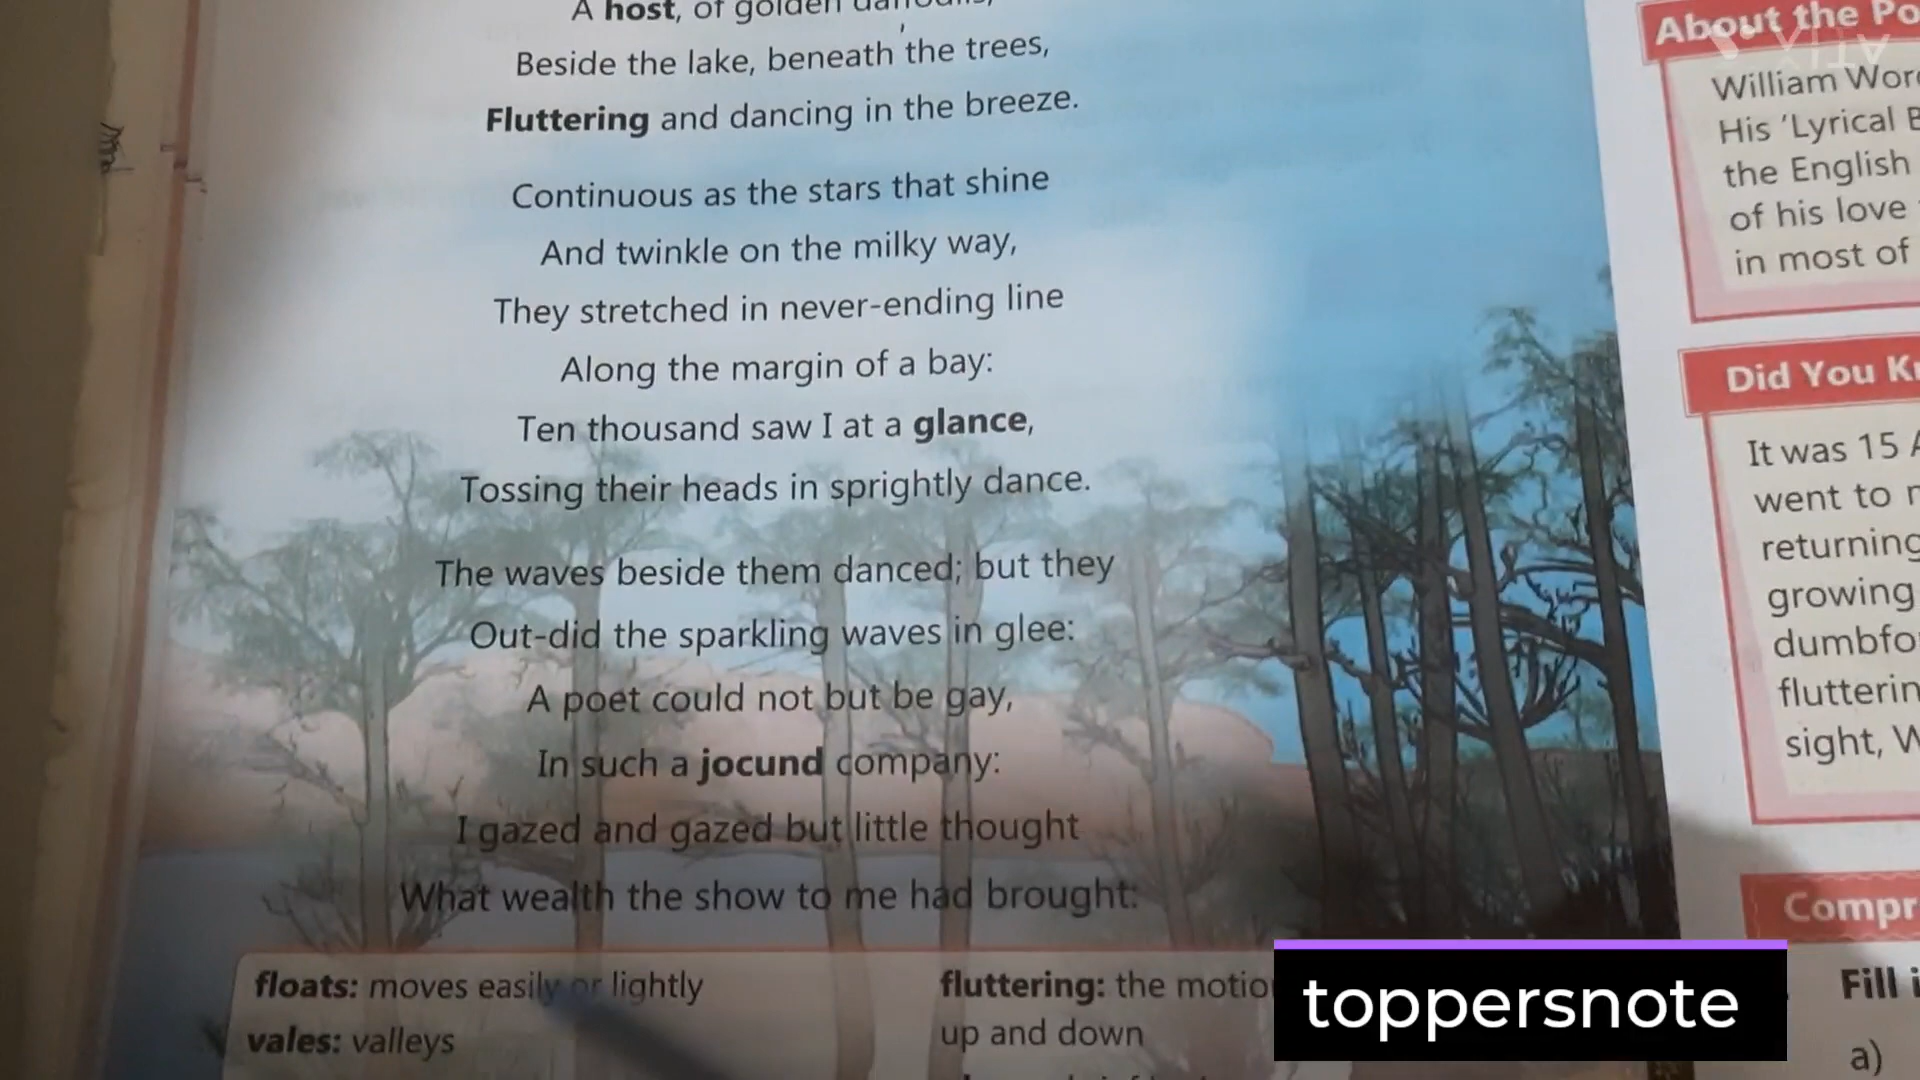 A host, of golden daffodils,
Beside the lake, beneath the trees,
Fluttering and dancing in the breeze.
Continuous as the stars that shine
And twinkle on the milky way,
They stretched in never-ending line
Along the margin of a bay:
Ten thousand saw I at a glance,
Tossing their heads in sprightly dance.
The waves beside them danced; but they
Out-did the sparkling waves in glee:
A poet could not but be gay,
In such a jocund company:
I gazed and gazed but little thought
What wealth the show to me had brought:
floats: moves easily or lightly
vales: valleys
fluttering: the motio
up and down
About the Po
William Wor
His ‘Lyrical B
the English
of his love
in most of
Did You K
It was 15 A
went to
returning
growing
dumbfo
flutterin
sight, W
Compr
Fill i
a)
toppersnote